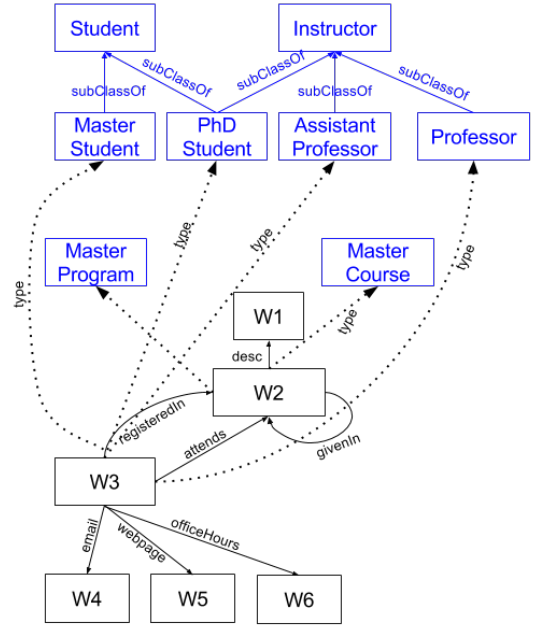 Student
Instructor
subClassOf
subClassOf
subClassOf
subClassOf
subClassOf
Master
Student
PhD
Student
Assistant
Professor
Professor
type
type
type
type
Master
Program
Master
Course
W1
type
desc
W2
registeredIn
attends
givenIn
W3
email
webpage
officeHours
W4
W5
W6